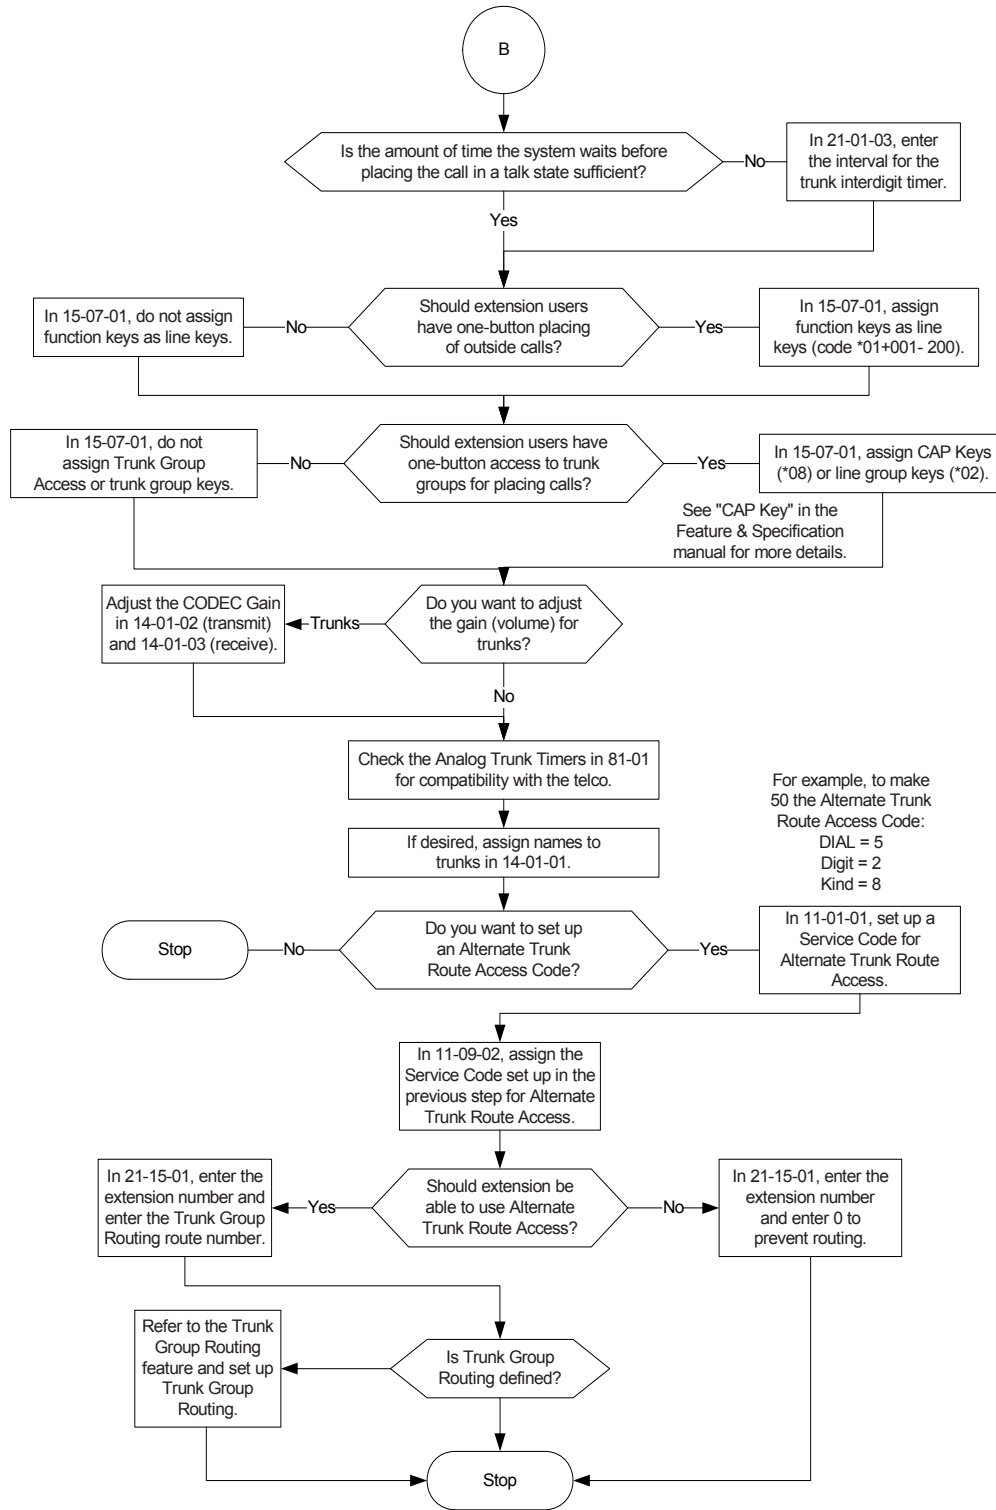 B
Is the amount of time the system waits before
placing the call in a talk state sufficient?
No
In 21-01-03, enter
the interval for the
trunk interdigit timer.
Yes
In 15-07-01, do not assign
function keys as line keys.
No
Should extension users
have one-button placing
of outside calls?
Yes
In 15-07-01, assign
function keys as line
keys (code *01+001- 200).
In 15-07-01, do not
assign Trunk Group
Access or trunk group keys.
No
Should extension users have
one-button access to trunk
groups for placing calls?
Yes
In 15-07-01, assign CAP Keys
(*08) or line group keys (*02).
See "CAP Key" in the
Feature & Specification
manual for more details.
Adjust the CODEC Gain
in 14-01-02 (transmit)
and 14-01-03 (receive).
Trunks
Do you want to adjust
the gain (volume) for
trunks?
No
Check the Analog Trunk Timers in 81-01
for compatibility with the telco.
If desired, assign names to
trunks in 14-01-01.
For example, to make
50 the Alternate Trunk
Route Access Code:
DIAL = 5
Digit = 2
Kind = 8
Stop
No
Do you want to set up
an Alternate Trunk
Route Access Code?
Yes
In 11-01-01, set up a
Service Code for
Alternate Trunk Route
Access.
In 11-09-02, assign the
Service Code set up in the
previous step for Alternate
Trunk Route Access.
In 21-15-01, enter the
extension number and
enter the Trunk Group
Routing route number.
Yes
Should extension be
able to use Alternate
Trunk Route Access?
No
In 21-15-01, enter the
extension number
and enter 0 to
prevent routing.
Refer to the Trunk
Group Routing
feature and set up
Trunk Group
Routing.
Is Trunk Group
Routing defined?
Stop